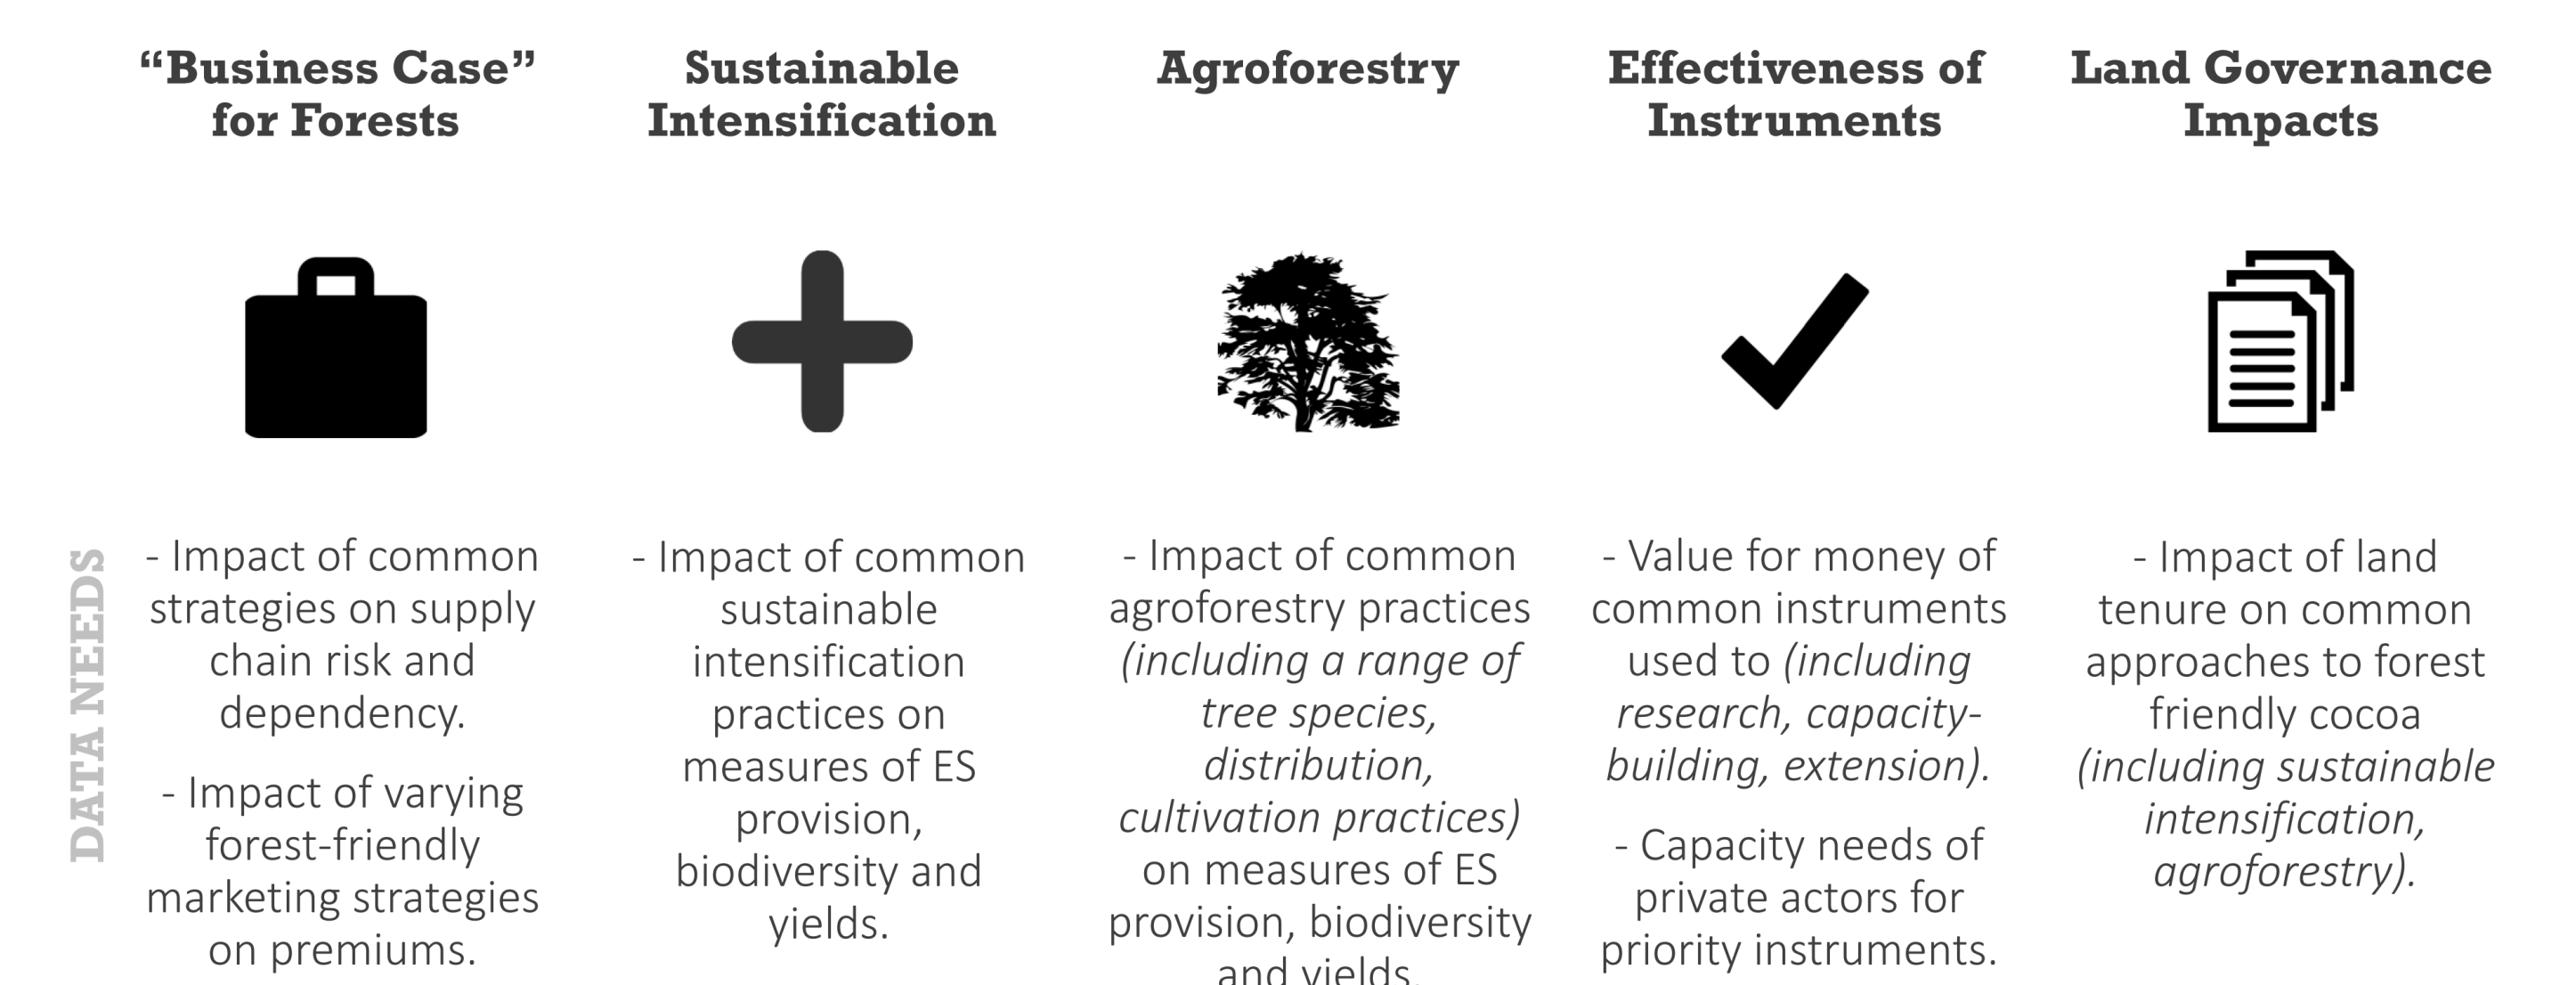 “Business Case”
for Forests
Sustainable
Intensification
Agroforestry
Effectiveness of
Instruments
Land Governance
Impacts
DATA NEEDS
- Impact of common
strategies on supply
chain risk and
dependency.
- Impact of varying
forest-friendly
marketing strategies
on premiums.
- Impact of common
sustainable
intensification
practices on
measures of ES
provision,
biodiversity and
yields.
- Impact of common
agroforestry practices
(including a range of
tree species,
distribution,
cultivation practices)
on measures of ES
provision, biodiversity
and yields.
- Value for money of
common instruments
used to (including
research, capacity-
building, extension).
- Capacity needs of
private actors for
priority instruments.
- Impact of land
tenure on common
approaches to forest
friendly cocoa
(including sustainable
intensification,
agroforestry).